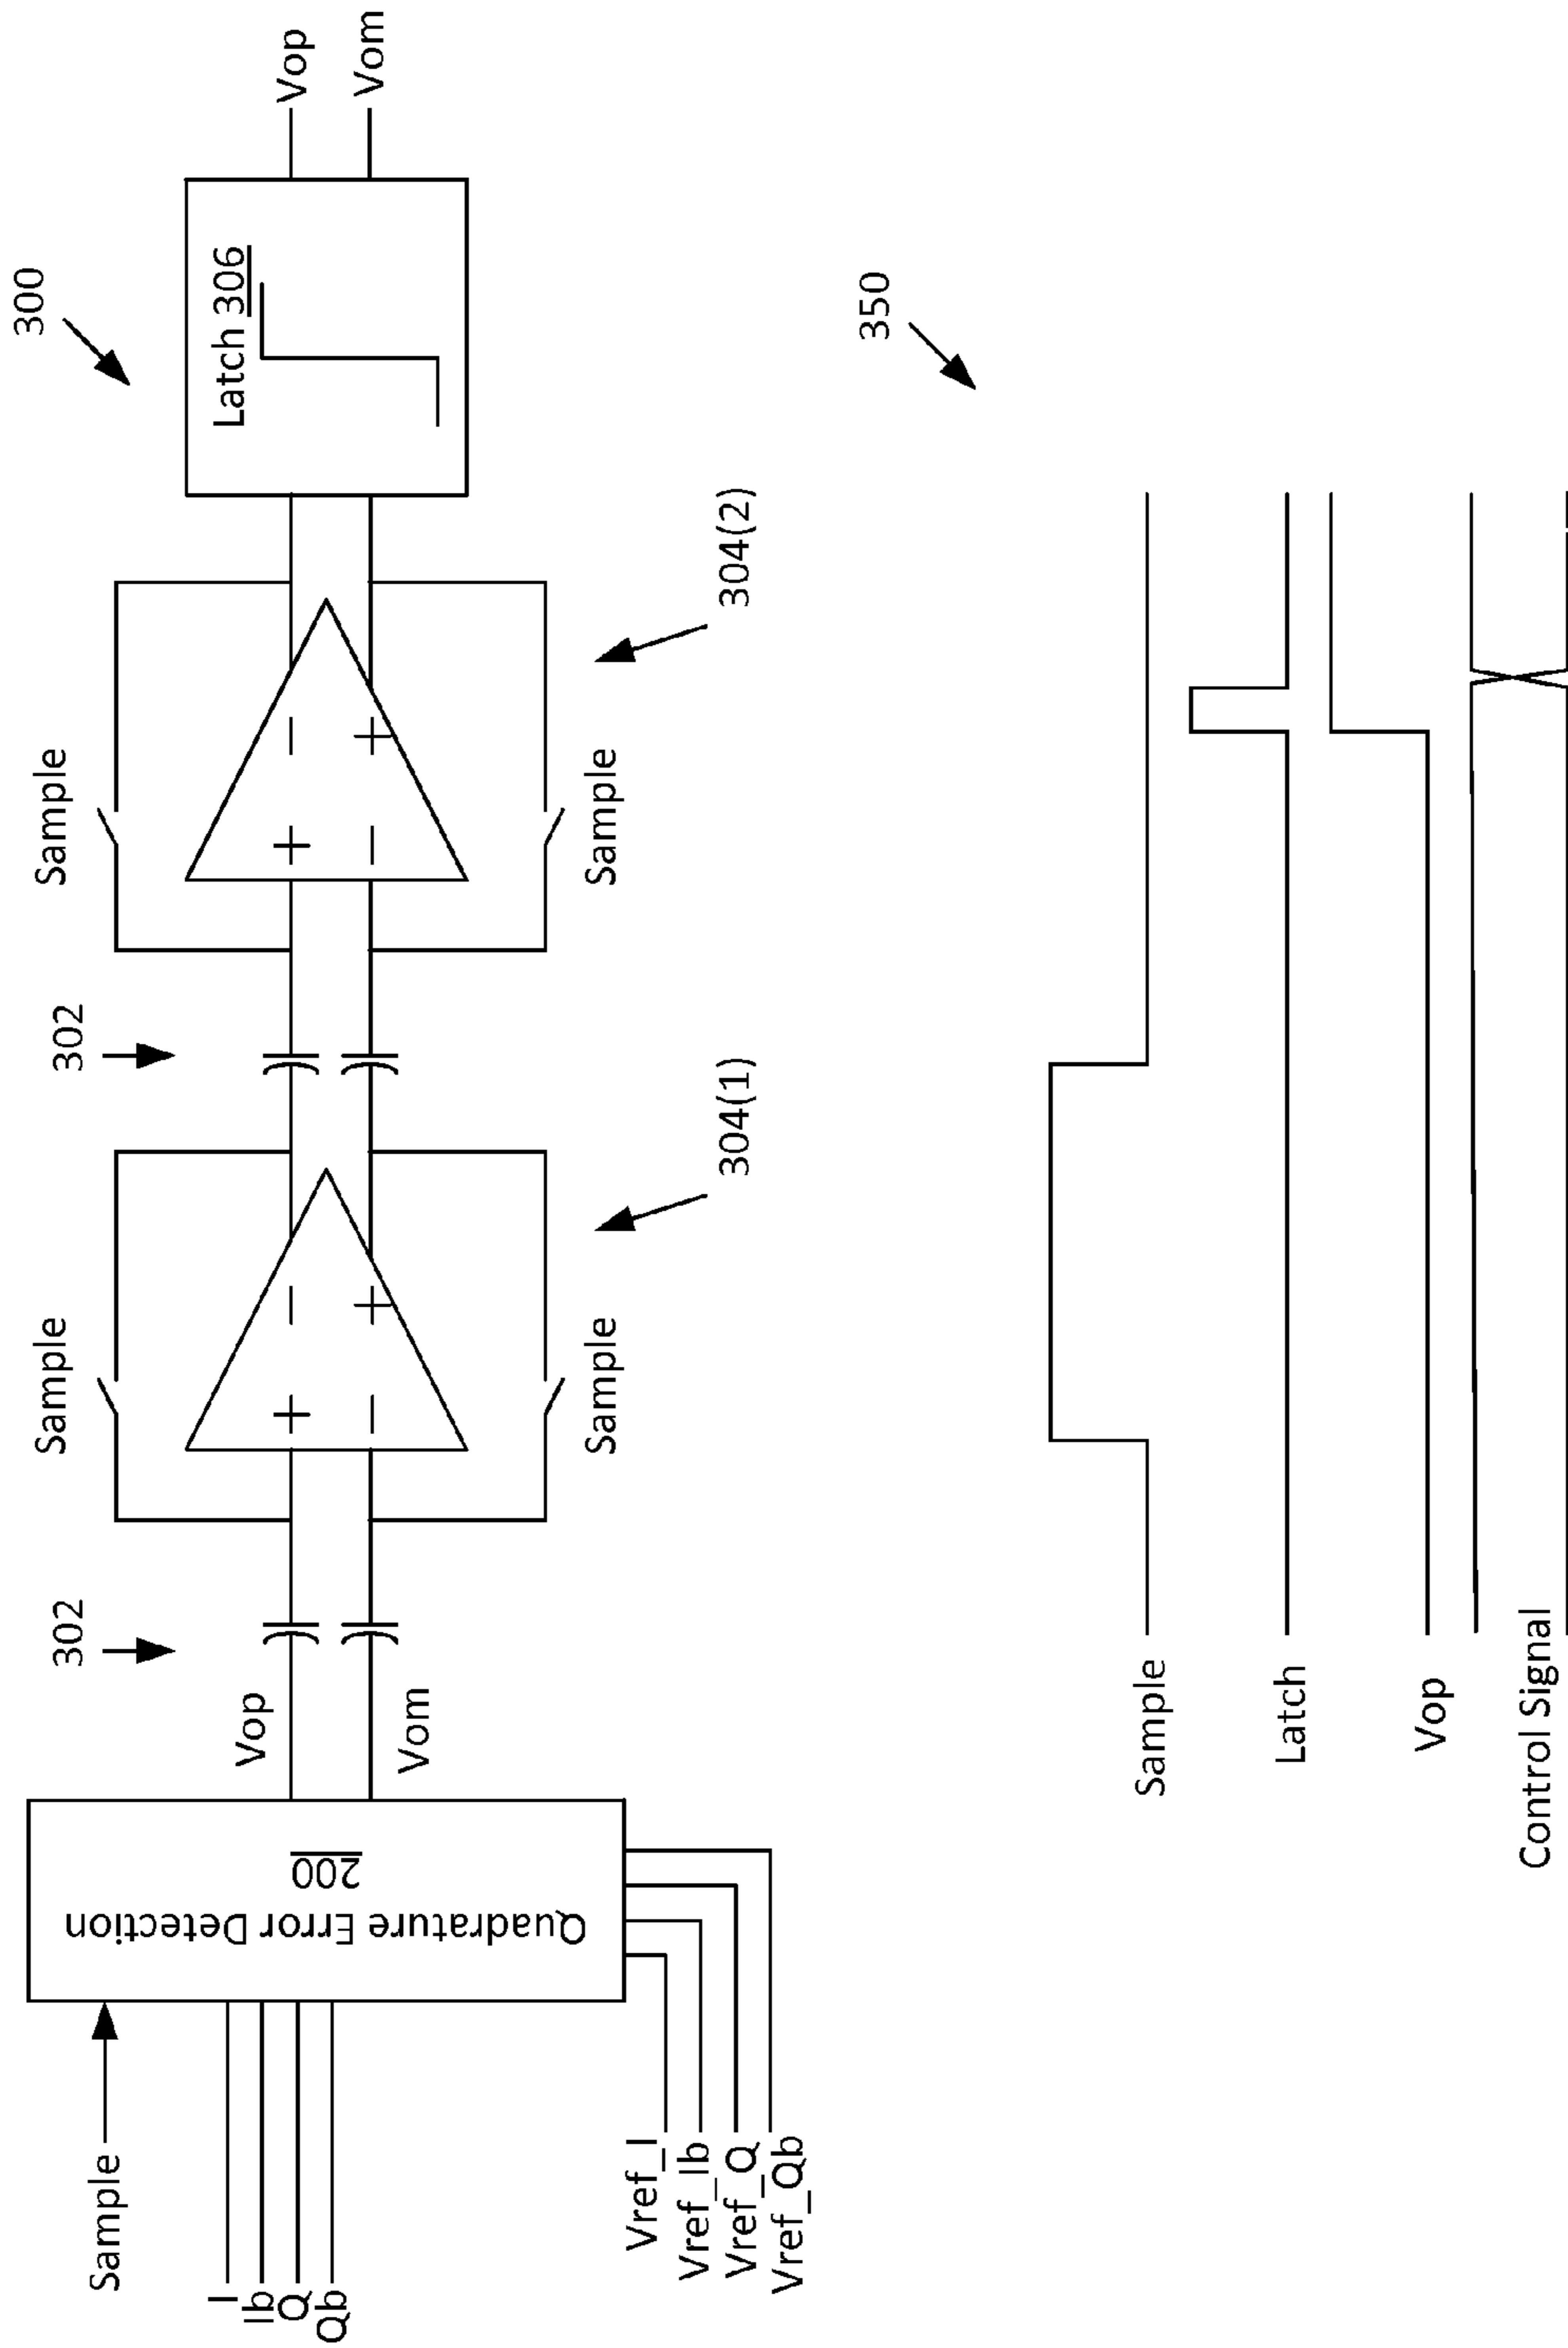 300
Sample
Sample
302
302
Sample
Vop
Vom
Latch 306
Vop
Vom
Quadrature Error Detection
200
I
Ib
Q
Qb
Sample
Sample
304(1)
304(2)
Vref_I
Vref_Ib
Vref_Q
Vref_Qb
350
Sample
Latch
Vop
Control Signal